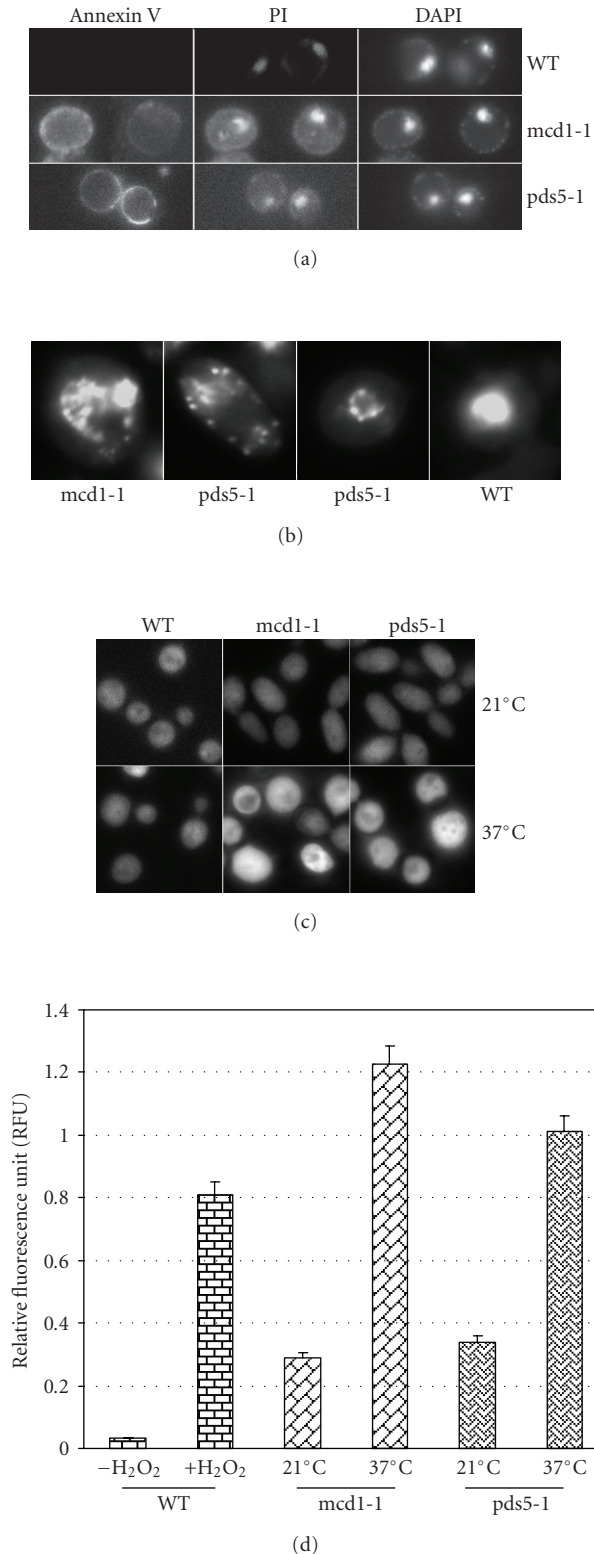 Annexin V PI DAPI
WT
mcd1-1
pds5-1
(a)
mcd1-1 pds5-1 pds5-1 WT
(b)
WT mcd1-1 pds5-1
21°C
37°C
(c)
Relative fluorescence unit (RFU)
1.4
1.2
1
0.8
0.6
0.4
0.2
0
−H₂O₂ +H₂O₂ 21°C 37°C 21°C 37°C
WT mcd1-1 pds5-1
(d)